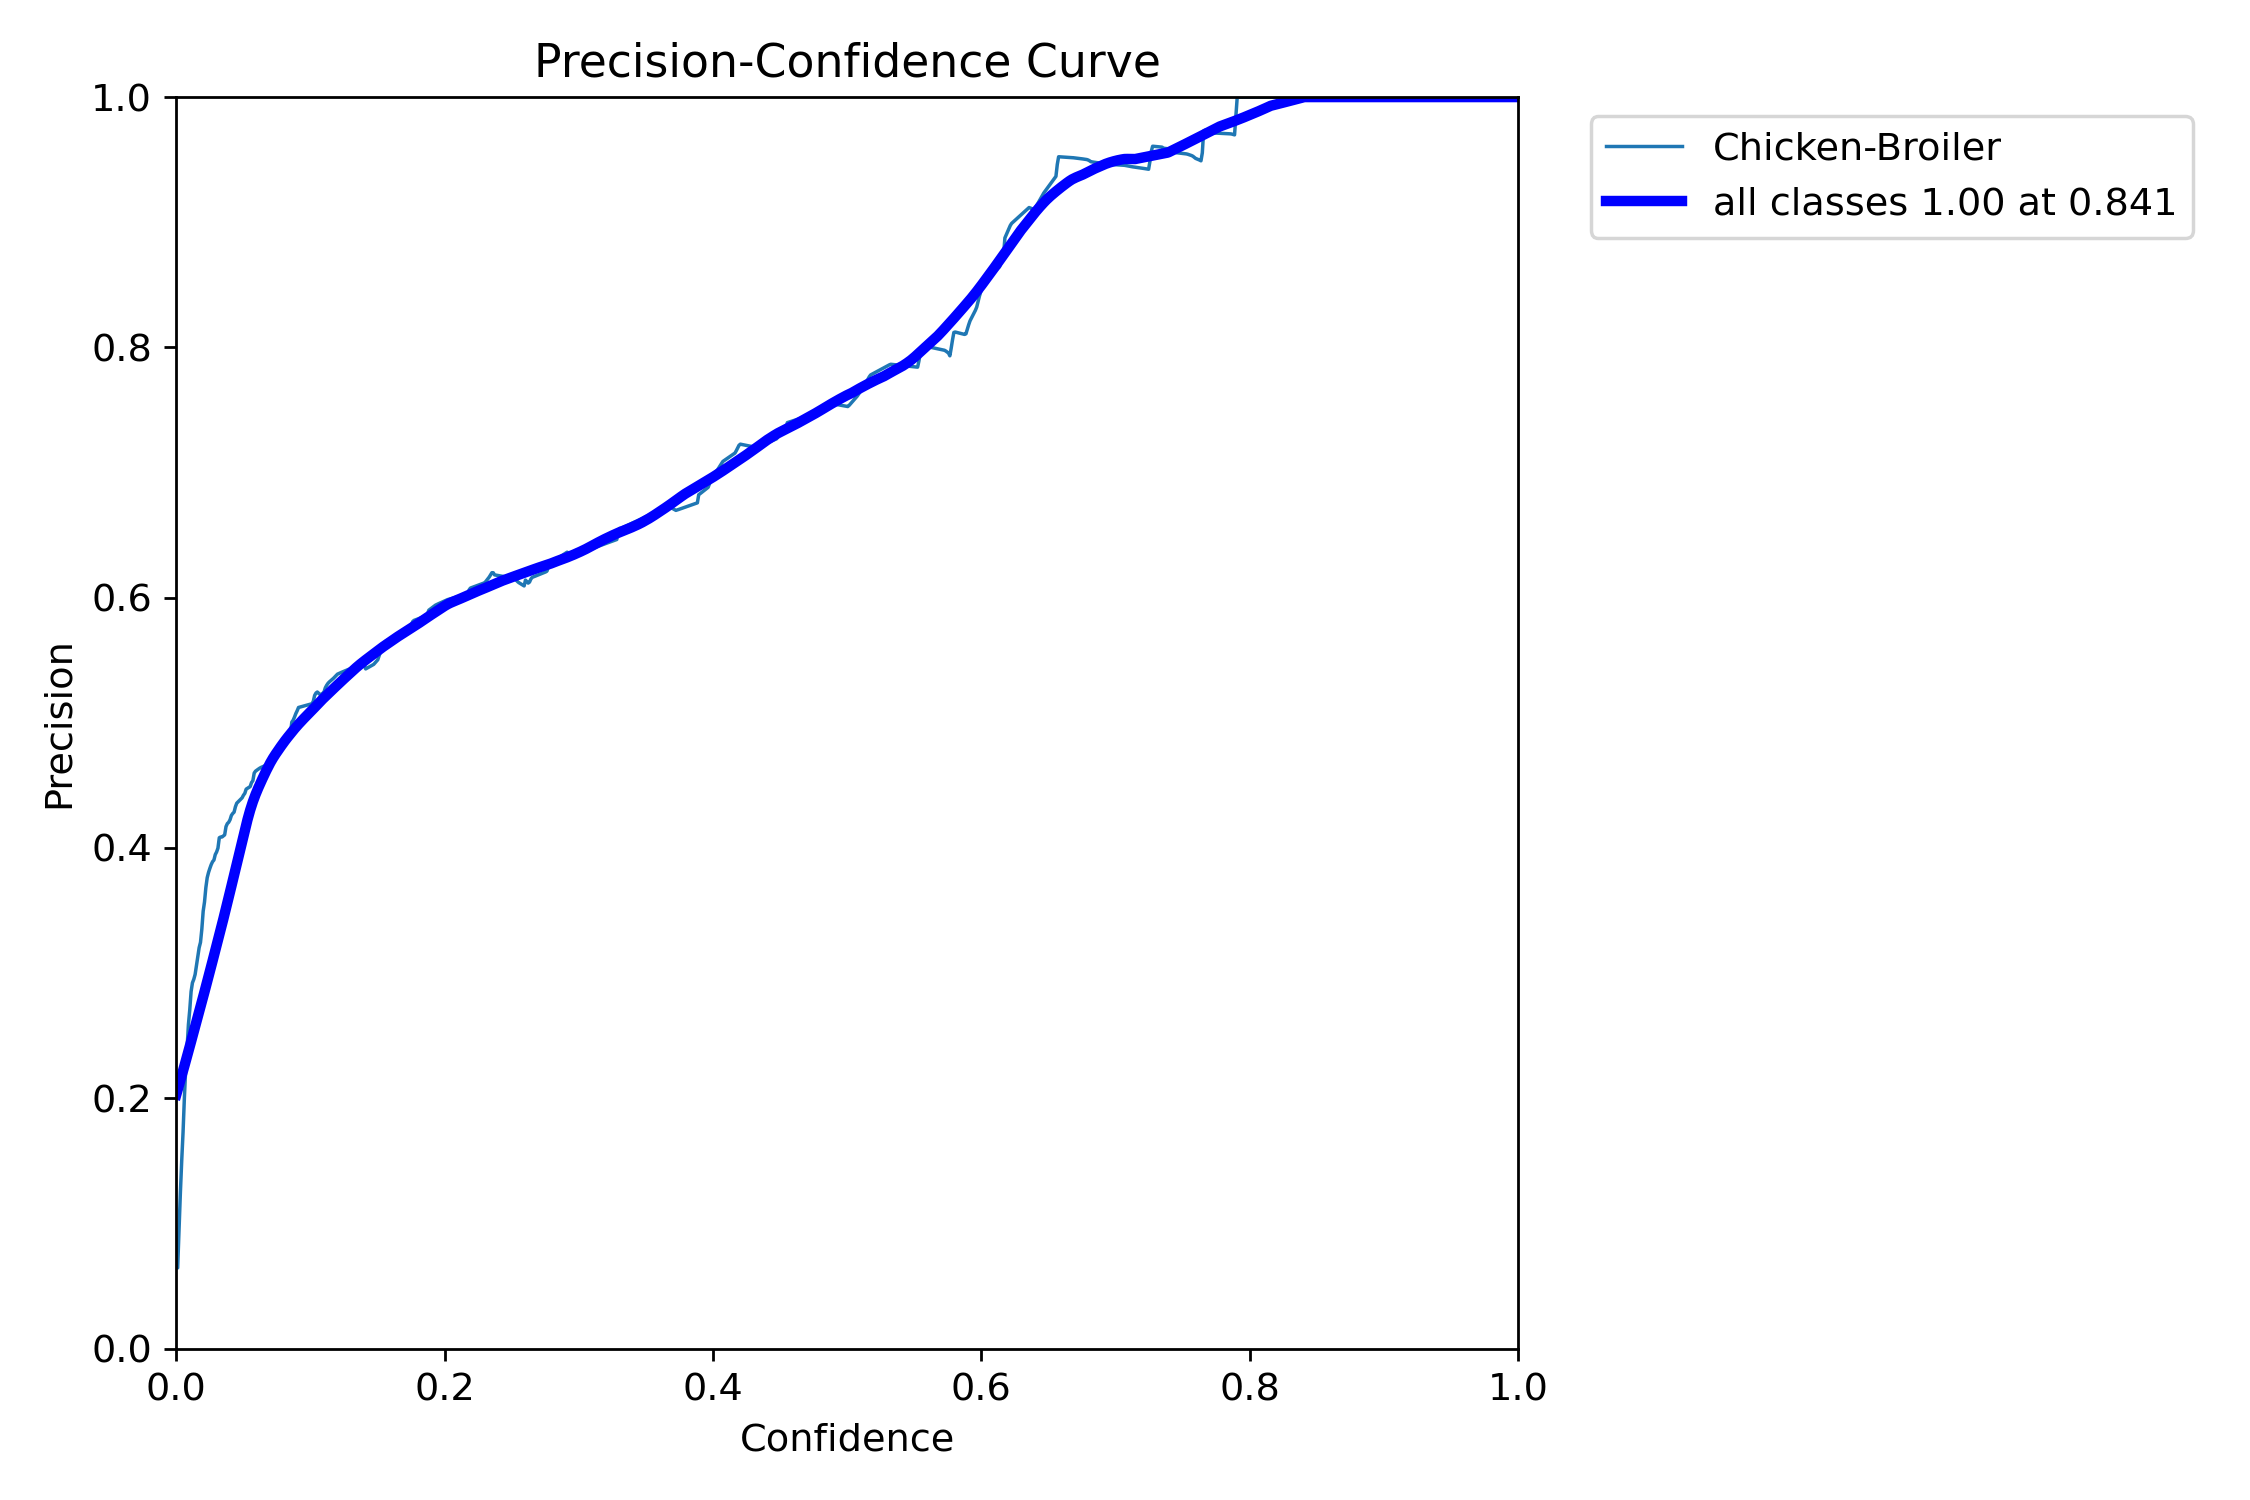 Precision-Confidence Curve
1.0
0.8
0.6
0.4
0.2
0.0
Precision
0.0 0.2 0.4 0.6 0.8 1.0
Confidence
Chicken-Broiler
all classes 1.00 at 0.841